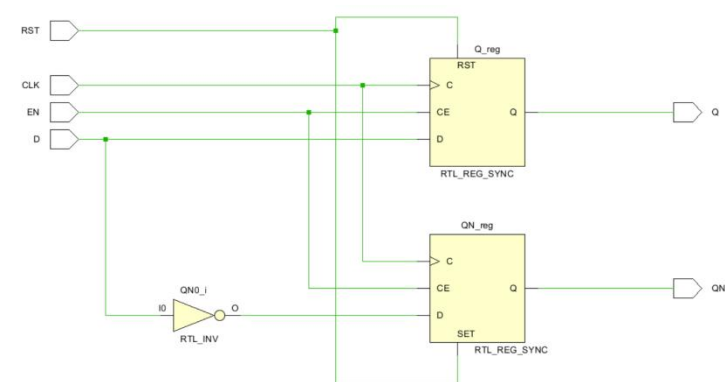 RST
CLK
EN
D
Q_reg
RST
C
CE
D
Q
RTL_REG_SYNC
Q
QN_reg
C
CE
D
Q
SET
RTL_REG_SYNC
QN
QN0_i
I0
O
RTL_INV